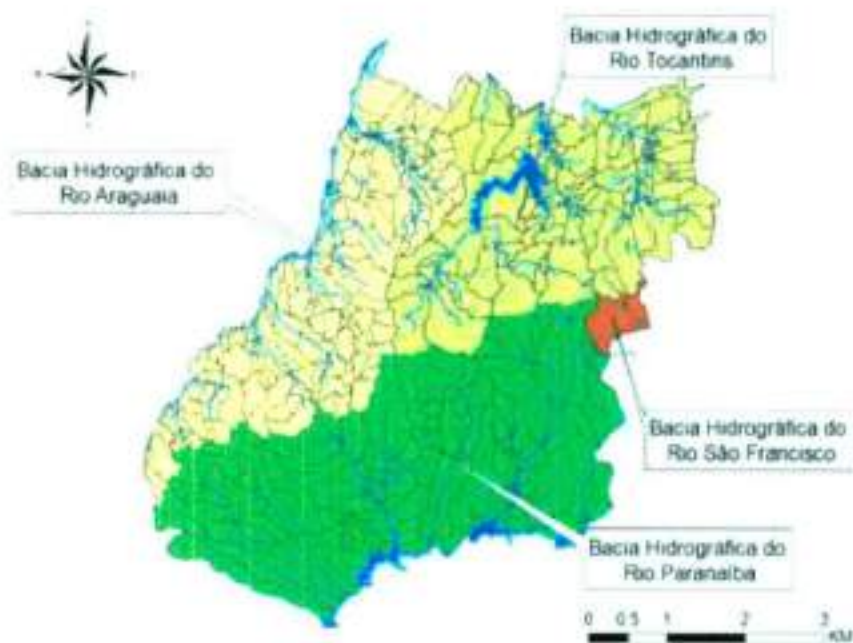 Bacia Hidrográfica do
Rio Tocantins
Bacia Hidrográfica do
Rio Araguaia
Bacia Hidrográfica do
Rio São Francisco
Bacia Hidrográfica do
Rio Paranaíba
0 0.5 1 2 3
KM